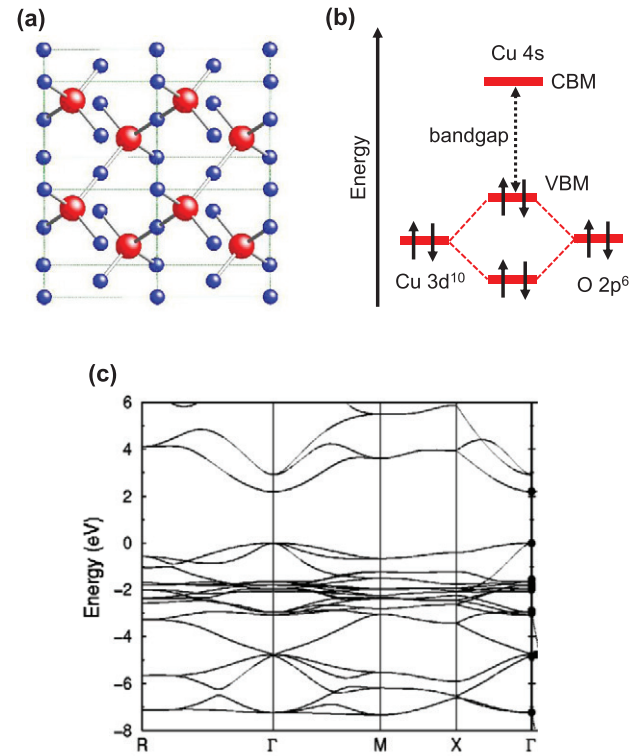 (a)
(b)
Energy
Cu 4s
CBM
bandgap
VBM
Cu 3d¹⁰
O 2p⁶
(c)
Energy (eV)
6
4
2
0
−2
−4
−6
−8
R Γ M X Γ